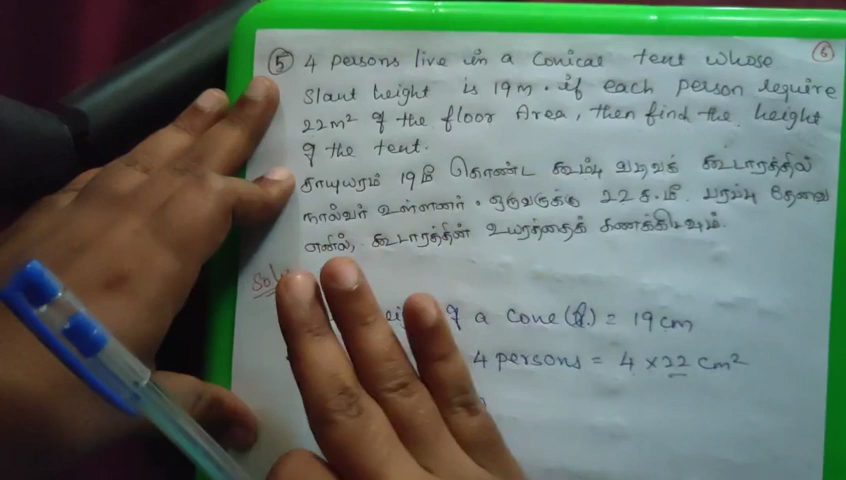 ⑤ 4 persons live in a conical tent whose
⑥
slant height is 19m. if each person require
22m² of the floor Area, then find the height
of the tent.
சாயுயரம் 19மீ கொண்ட கூம்பு வடிவக் கூடாரத்தில்
நால்வர் உள்ளனர். ஒருவருக்கு 22 ச.மீ. பரப்பு தேவை
எனில், கூடாரத்தின் உயரத்தைக் கணக்கிடவும்.
of a cone (l) = 19cm
4 persons = 4 × 22 cm²